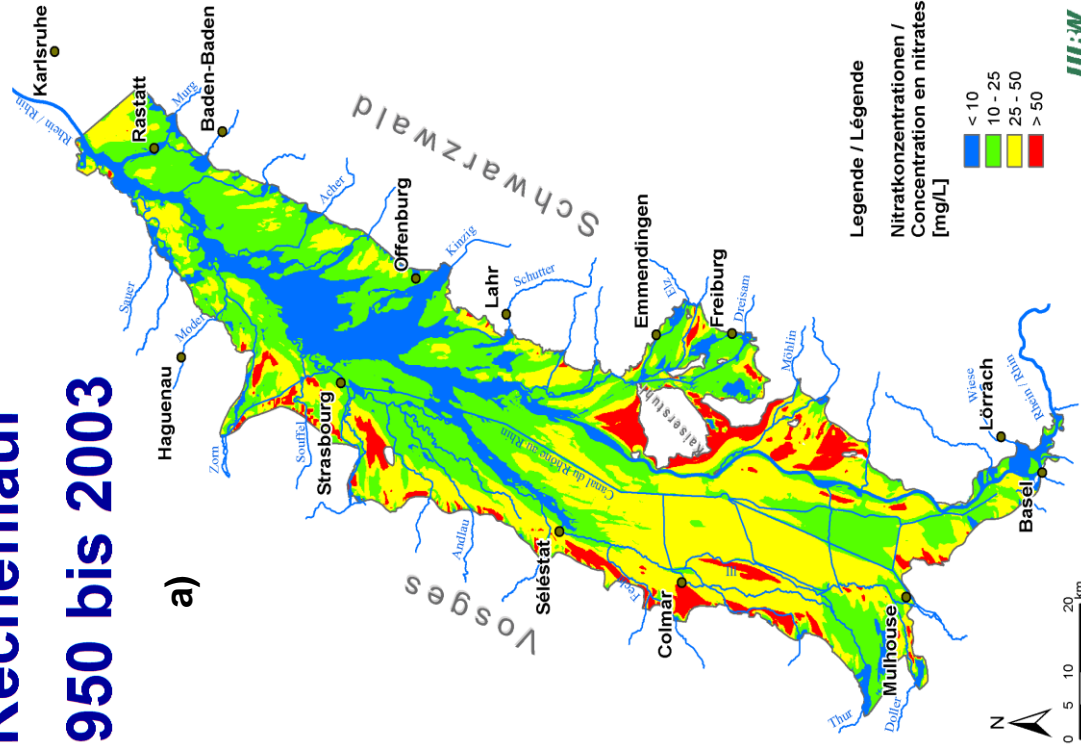 950 bis 2003
a)
Karlsruhe
Rhein / Rhin
Rastatt
Murg
Baden-Baden
Schwarzwald
Acher
Sauer
Moder
Haguenau
Offenburg
Kinzig
Zorn
Souffel
Strasbourg
Lahr
Schutter
Andlau
Emmendingen
Elz
Freiburg
Dreisam
Kaiserstuhl
Canal du Rhône au Rhin
Séléstat
Vosges
Fecht
Möhlin
Colmar
Ill
Wiese
Lörrach
Rhein / Rhin
Basel
Mulhouse
Thur
Doller
Legende / Légende
Nitratkonzentrationen /
Concentration en nitrates
[mg/L]
< 10
10 - 25
25 - 50
> 50
N
0 5 10 20
km